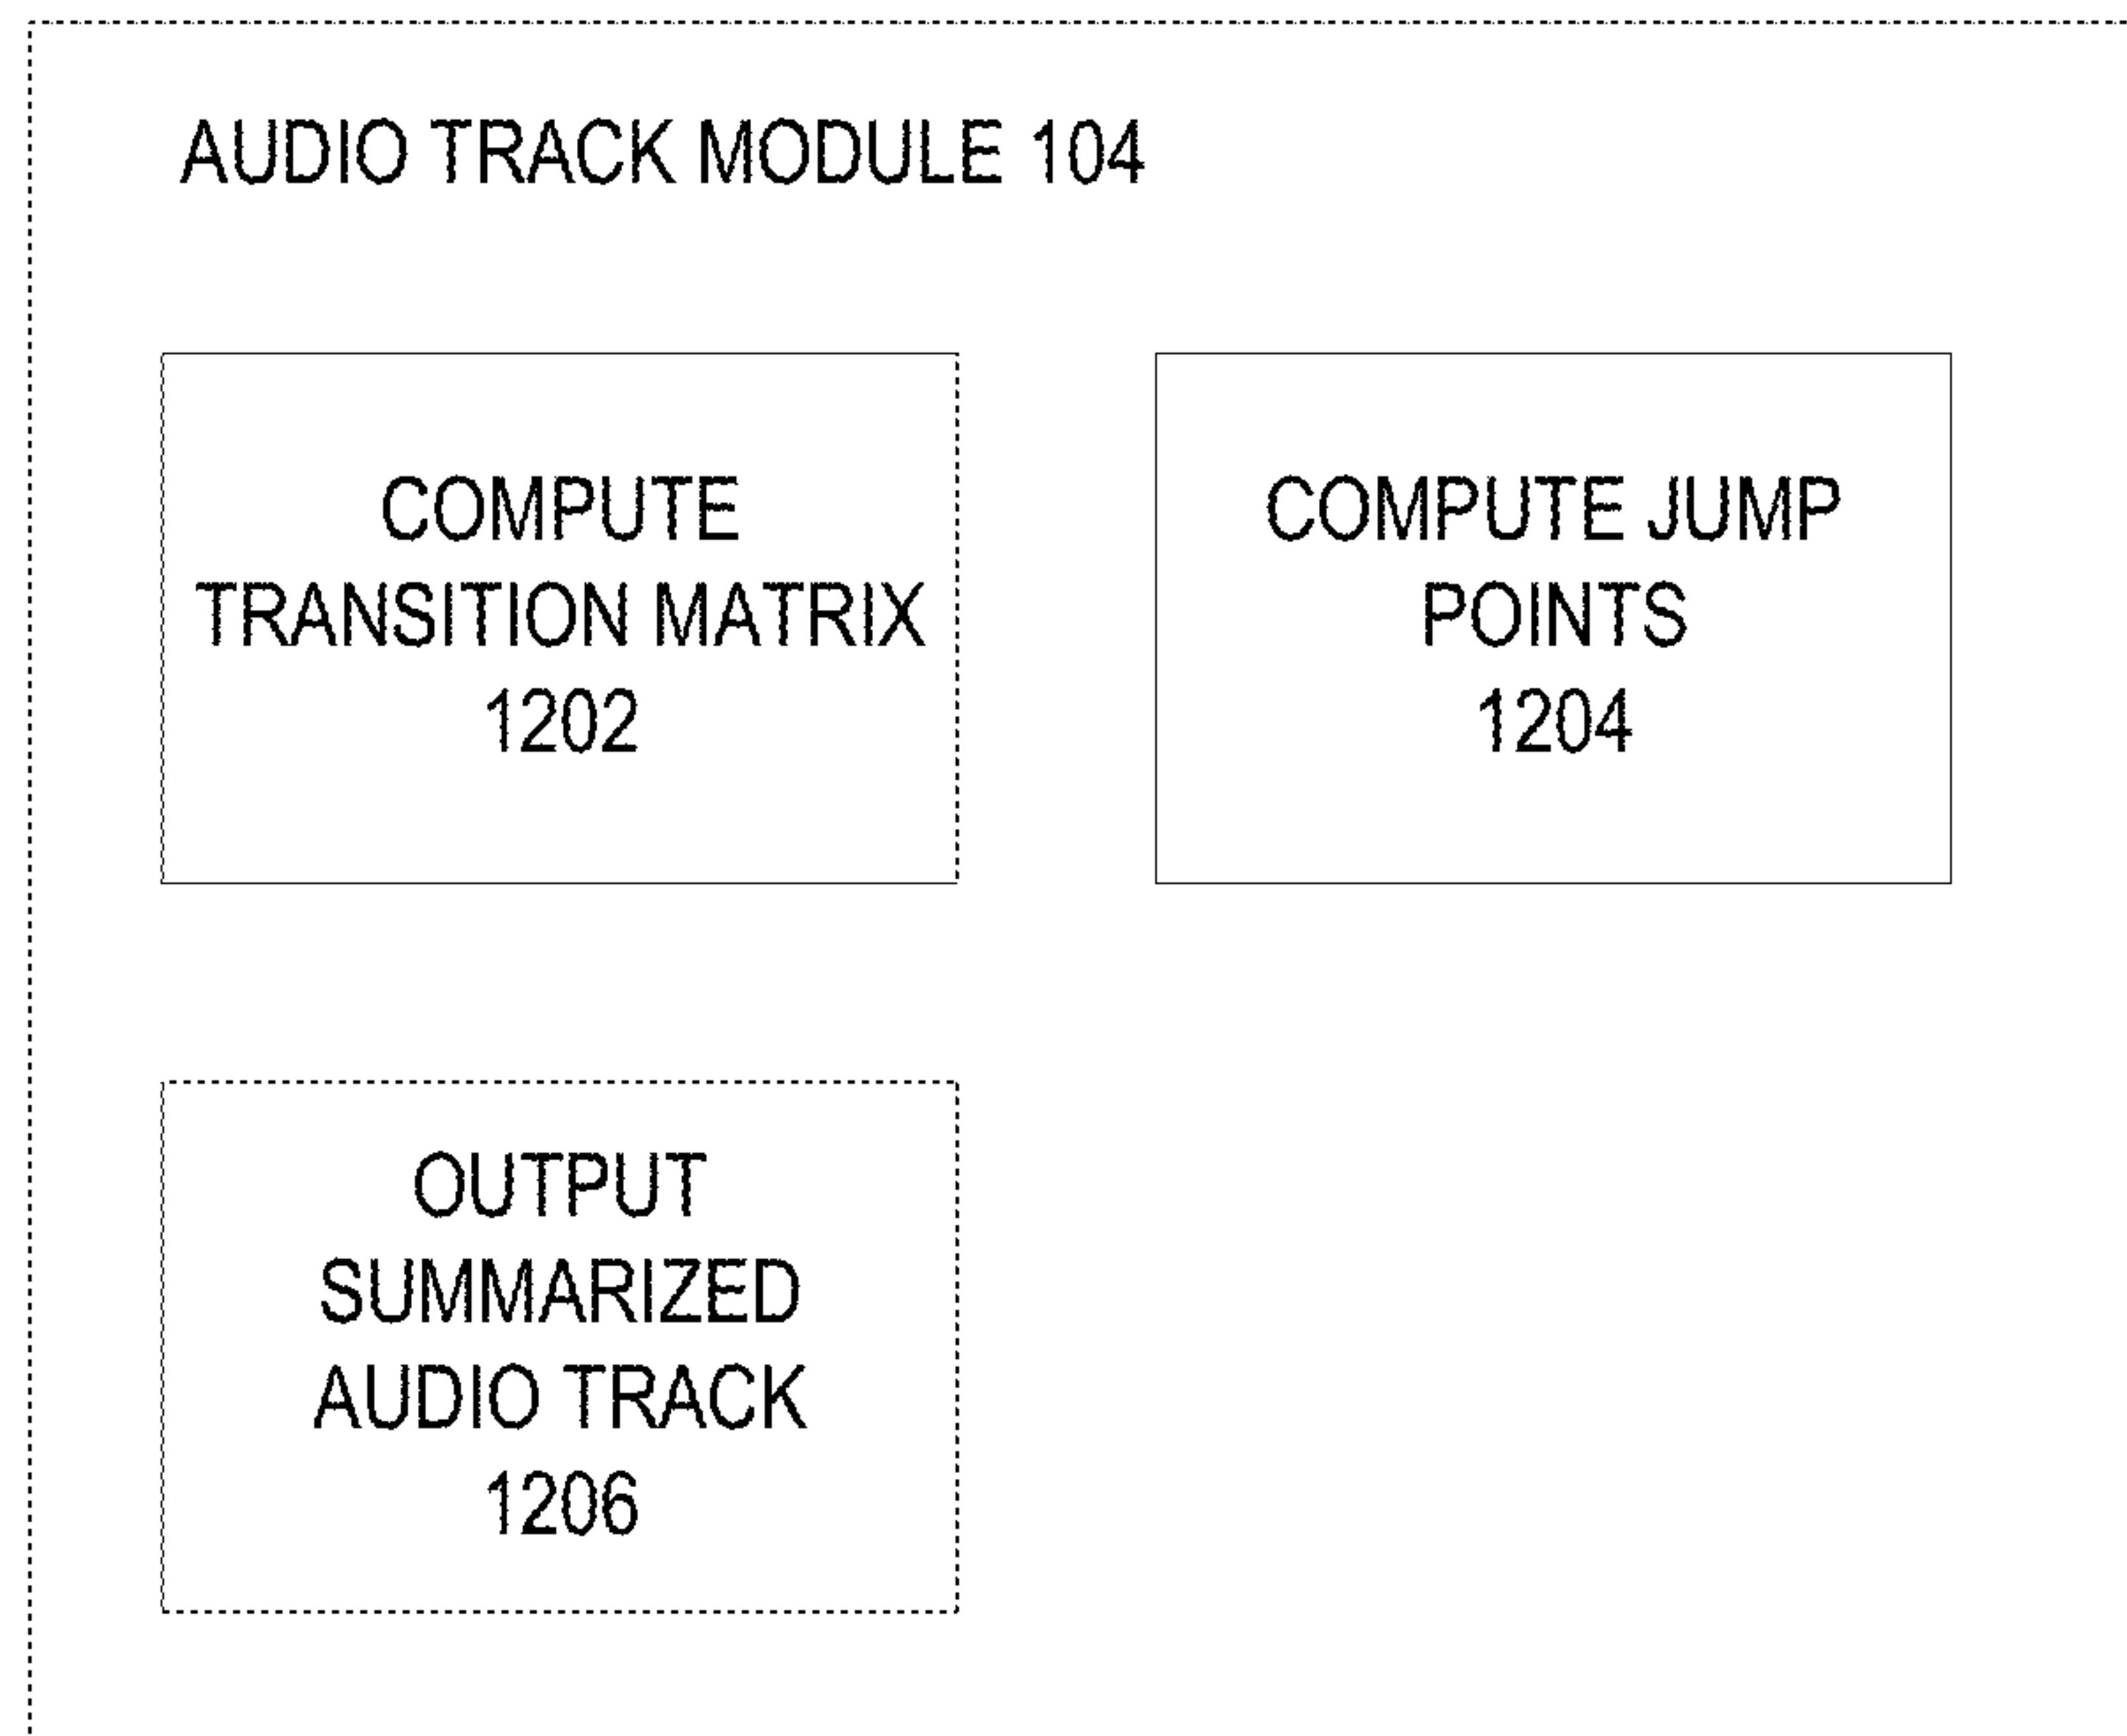 AUDIO TRACK MODULE 104
COMPUTE
TRANSITION MATRIX
1202
COMPUTE JUMP
POINTS
1204
OUTPUT
SUMMARIZED
AUDIO TRACK
1206